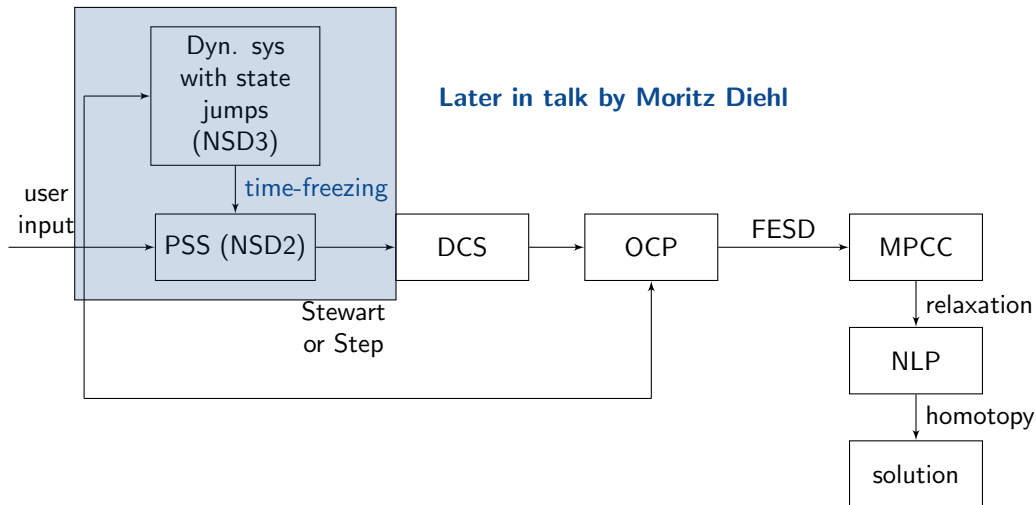 Dyn. sys
with state
jumps
(NSD3)
Later in talk by Moritz Diehl
time-freezing
user
input
PSS (NSD2)
DCS
OCP
FESD
MPCC
Stewart
or Step
relaxation
NLP
homotopy
solution